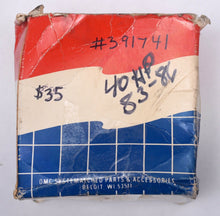 #391741
40 HP
$35
83-86
OMC SYSTEMATCHED PARTS & ACCESSORIES
BELOIT WI 53511